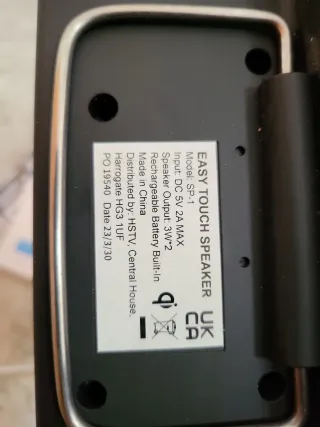 EASY TOUCH SPEAKER
Model: SP-1
Input: DC 5V 2A MAX
Speaker Output: 3W*2
Rechargeable Battery Built-In
Made in China
Distributed by: HSTV, Central House,
Harrogate HG3 1UF
PO 19540 Date 23/3/30
UK
CA
qi